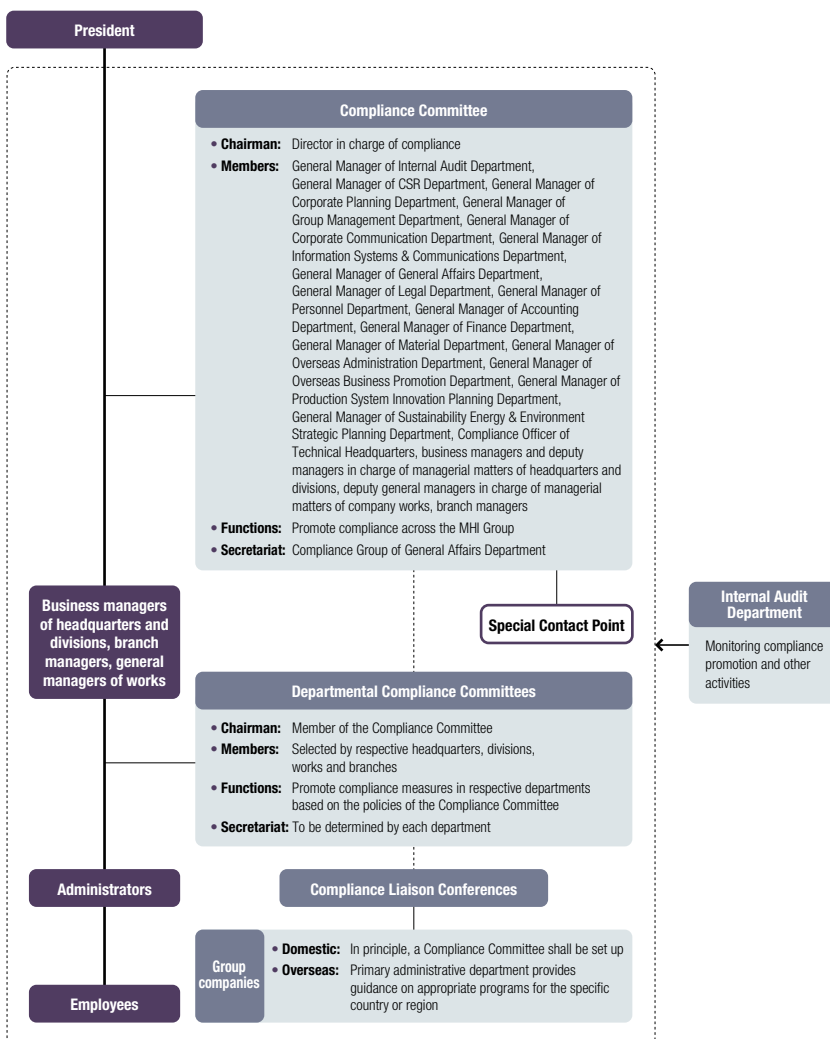 President
Compliance Committee
• Chairman: Director in charge of compliance
• Members: General Manager of Internal Audit Department,
General Manager of CSR Department, General Manager of
Corporate Planning Department, General Manager of
Group Management Department, General Manager of
Corporate Communication Department, General Manager of
Information Systems & Communications Department,
General Manager of General Affairs Department,
General Manager of Legal Department, General Manager of
Personnel Department, General Manager of Accounting
Department, General Manager of Finance Department,
General Manager of Material Department, General Manager of
Overseas Administration Department, General Manager of
Overseas Business Promotion Department, General Manager of
Production System Innovation Planning Department,
General Manager of Sustainability Energy & Environment
Strategic Planning Department, Compliance Officer of
Technical Headquarters, business managers and deputy
managers in charge of managerial matters of headquarters and
divisions, deputy general managers in charge of managerial
matters of company works, branch managers
• Functions: Promote compliance across the MHI Group
• Secretariat: Compliance Group of General Affairs Department
Business managers
of headquarters and
divisions, branch
managers, general
managers of works
Special Contact Point
Internal Audit
Department
Monitoring compliance
promotion and other
activities
Departmental Compliance Committees
• Chairman: Member of the Compliance Committee
• Members: Selected by respective headquarters, divisions,
works and branches
• Functions: Promote compliance measures in respective departments
based on the policies of the Compliance Committee
• Secretariat: To be determined by each department
Administrators
Compliance Liaison Conferences
Group
companies
• Domestic: In principle, a Compliance Committee shall be set up
• Overseas: Primary administrative department provides
guidance on appropriate programs for the specific
country or region
Employees